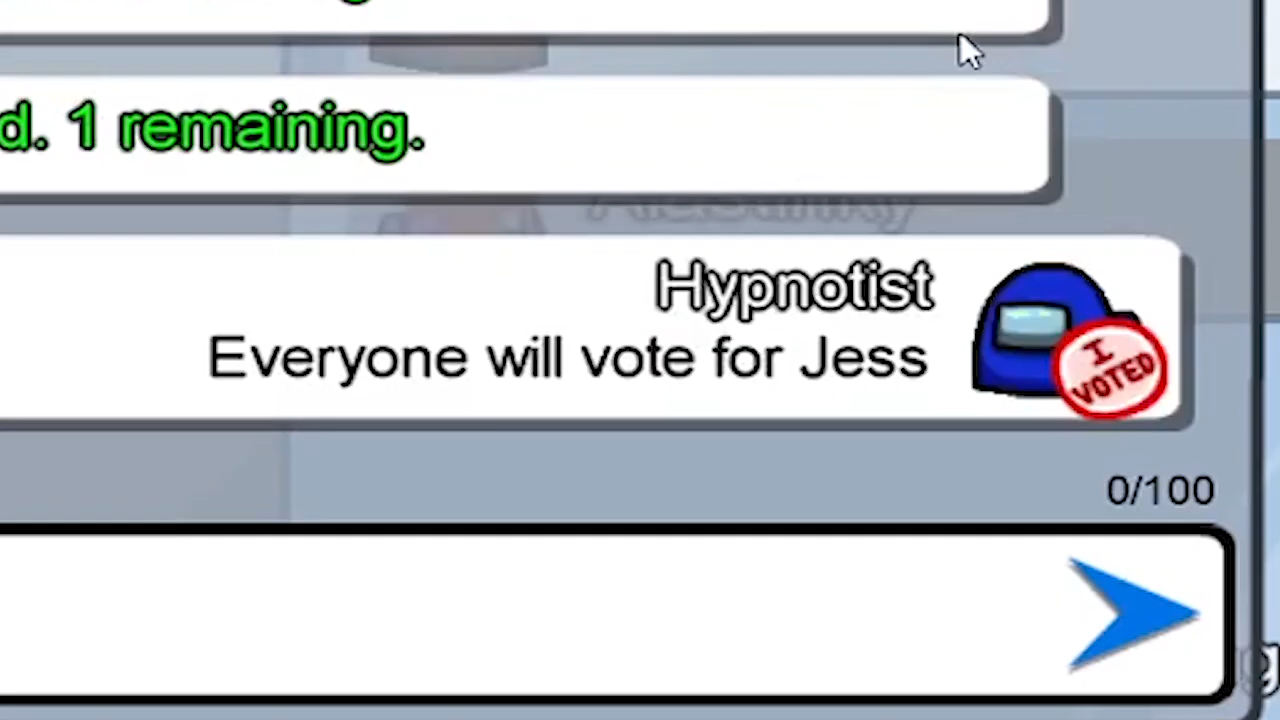 d. 1 remaining.
Hypnotist
Everyone will vote for Jess
I
VOTED
0/100